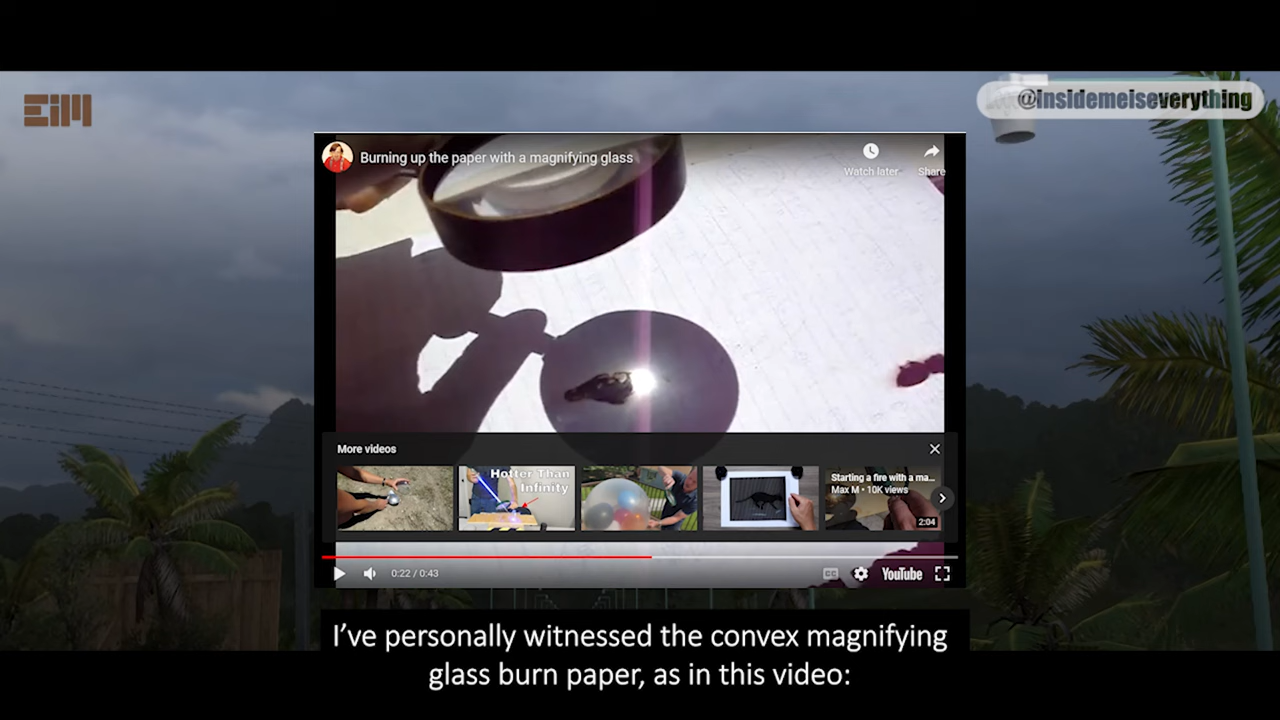 EiM
@insidemeiseverything
Burning up the paper with a magnifying glass
Watch later
Share
More videos
Hotter Than
Infinity
Starting a fire with a ma...
Max M • 10K views
2:04
0:22 / 0:43
CC
YouTube
I've personally witnessed the convex magnifying
glass burn paper, as in this video: